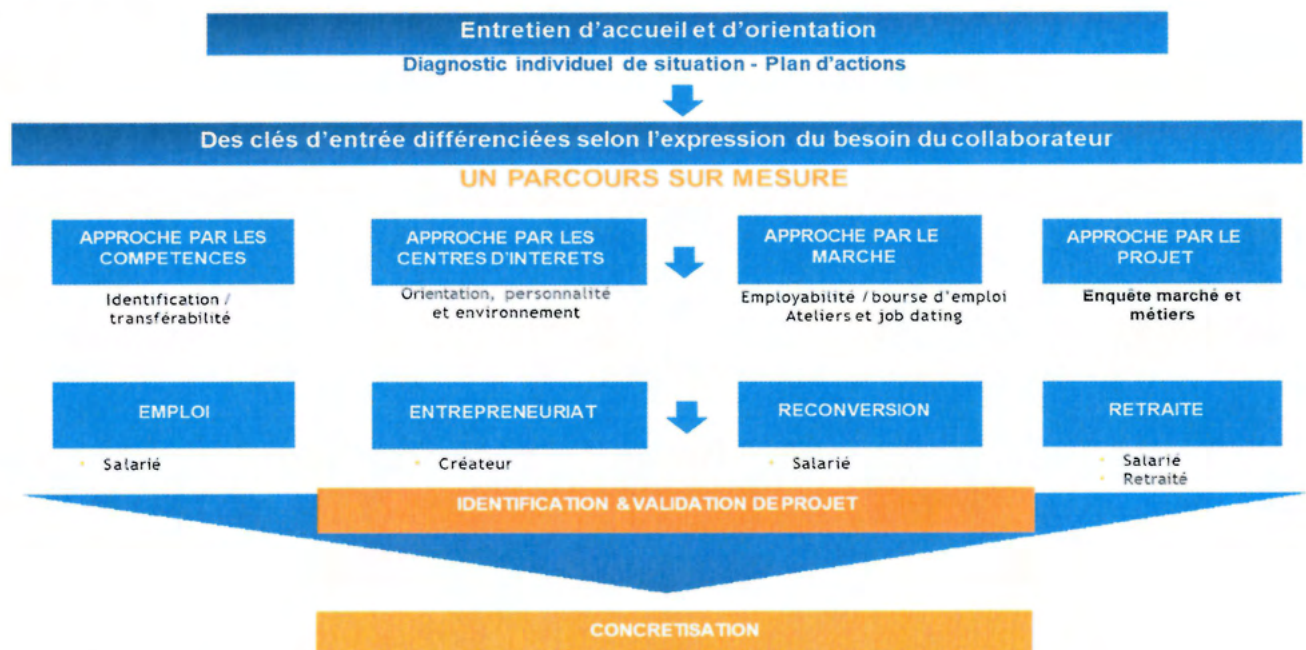 Entretien d'accueil et d'orientation
Diagnostic individuel de situation - Plan d'actions
Des clés d'entrée différenciées selon l'expression du besoin du collaborateur
UN PARCOURS SUR MESURE
APPROCHE PAR LES
COMPETENCES
Identification /
transférabilité
APPROCHE PAR LES
CENTRES D'INTERETS
Orientation, personnalité
et environnement
APPROCHE PAR LE
MARCHE
Employabilité / bourse d'emploi
Ateliers et job dating
APPROCHE PAR LE
PROJET
Enquête marché et
métiers
EMPLOI
• Salarié
ENTREPRENEURIAT
• Créateur
RECONVERSION
• Salarié
RETRAITE
• Salarié
• Retraité
IDENTIFICATION & VALIDATION DE PROJET
CONCRETISATION